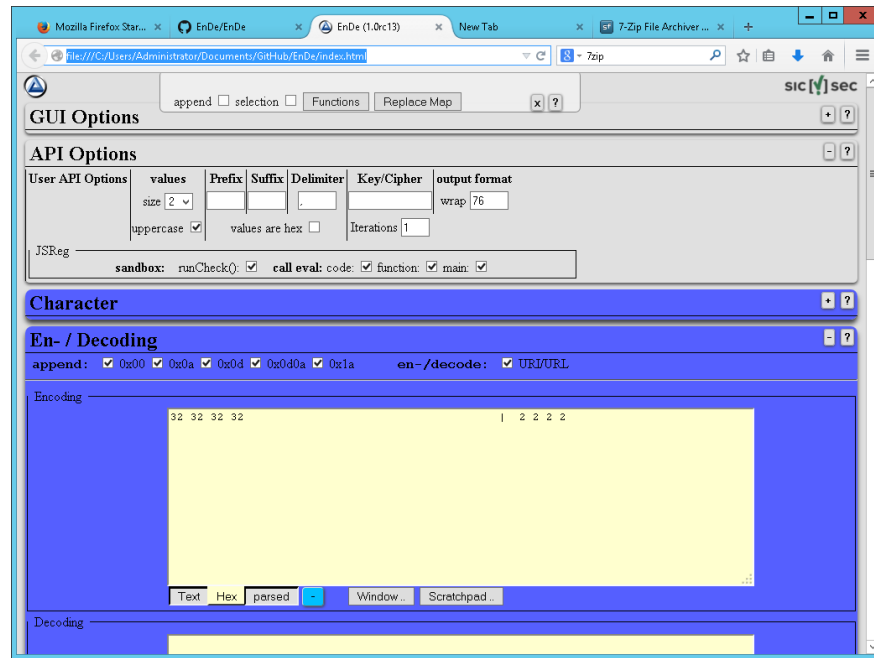 Mozilla Firefox Star... × EnDe/EnDe × EnDe (1.0rc13) × New Tab × 7-Zip File Archiver ... × +
file:///C:/Users/Administrator/Documents/GitHub/EnDe/index.html 8 7zip
append selection Functions Replace Map x ? SIC[√]sec
GUI Options + ?
API Options - ?
User API Options values Prefix Suffix Delimiter Key/Cipher output format
size 2 , wrap 76
uppercase values are hex Iterations 1
JSReg
sandbox: runCheck(): call eval: code: function: main:
Character + ?
En- / Decoding - ?
append: 0x00 0x0a 0x0d 0x0d0a 0x1a en-/decode: URI/URL
Encoding
32 32 32 32 | 2 2 2 2
Text Hex parsed - Window.. Scratchpad ..
Decoding